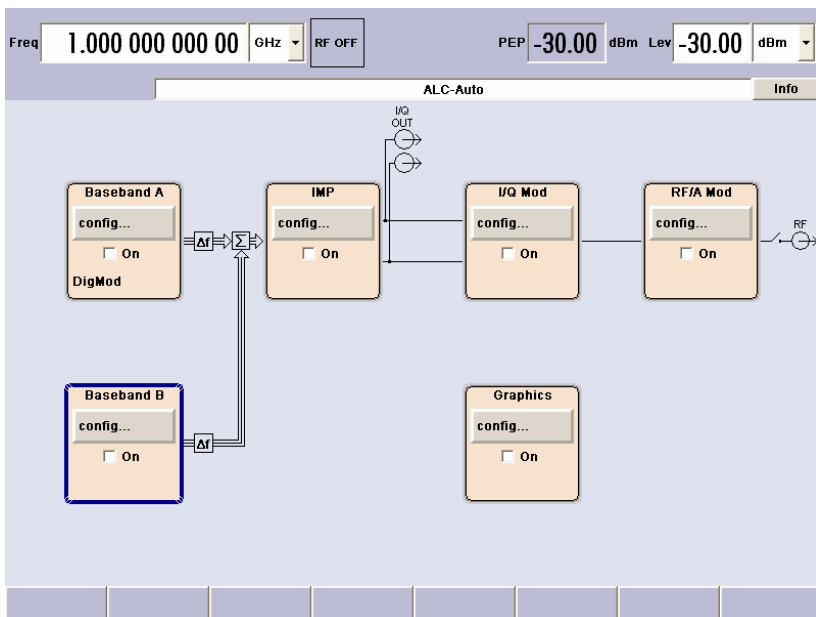 Freq 1.000 000 000 00 GHz RF OFF PEP -30.00 dBm Lev -30.00 dBm
ALC-Auto Info
I/Q
OUT
Baseband A
config...
On
DigMod
Δf
Σ
IMP
config...
On
I/Q Mod
config...
On
RF/A Mod
config...
On
RF
Baseband B
config...
On
Δf
Graphics
config...
On